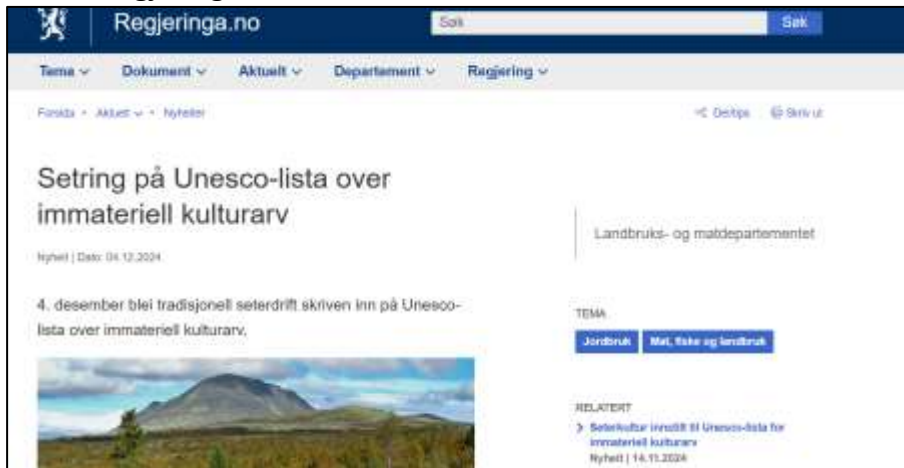 Regjeringa.no
Søk
Søk
Tema
Dokument
Aktuelt
Departement
Regjering
Forsida • Aktuelt • Nyheiter
Del/tips
Skriv ut
Setring på Unesco-lista over
immateriell kulturarv
Landbruks- og matdepartementet
Nyheit | Dato: 04.12.2024
4. desember blei tradisjonell seterdrift skriven inn på Unesco-
lista over immateriell kulturarv.
TEMA
Jordbruk
Mat, fiske og landbruk
RELATERT
Seterkultur innstilt til Unesco-lista for
immateriell kulturarv
Nyheit | 14.11.2024